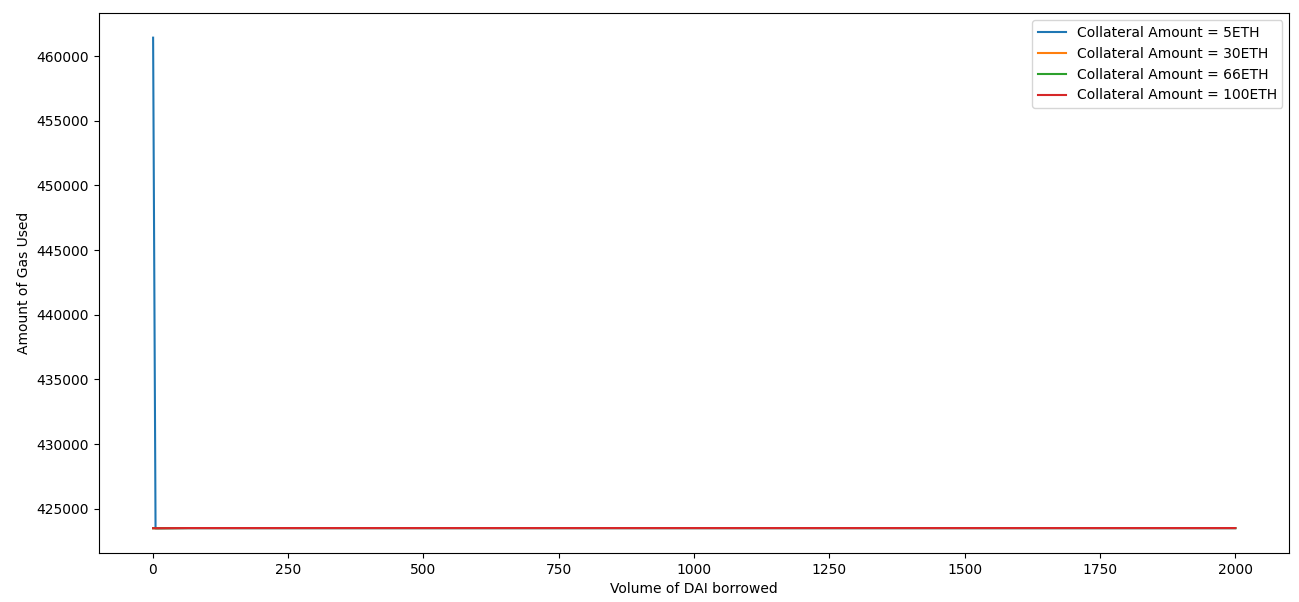 Collateral Amount = 5ETH
Collateral Amount = 30ETH
Collateral Amount = 66ETH
Collateral Amount = 100ETH
Amount of Gas Used
460000
455000
450000
445000
440000
435000
430000
425000
0 250 500 750 1000 1250 1500 1750 2000
Volume of DAI borrowed